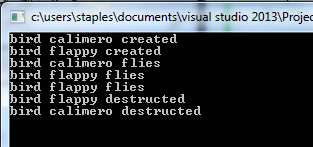 c:\users\staples\documents\visual studio 2013\Projec
bird calimero created
bird flappy created
bird calimero flies
bird flappy flies
bird flappy flies
bird flappy destructed
bird calimero destructed